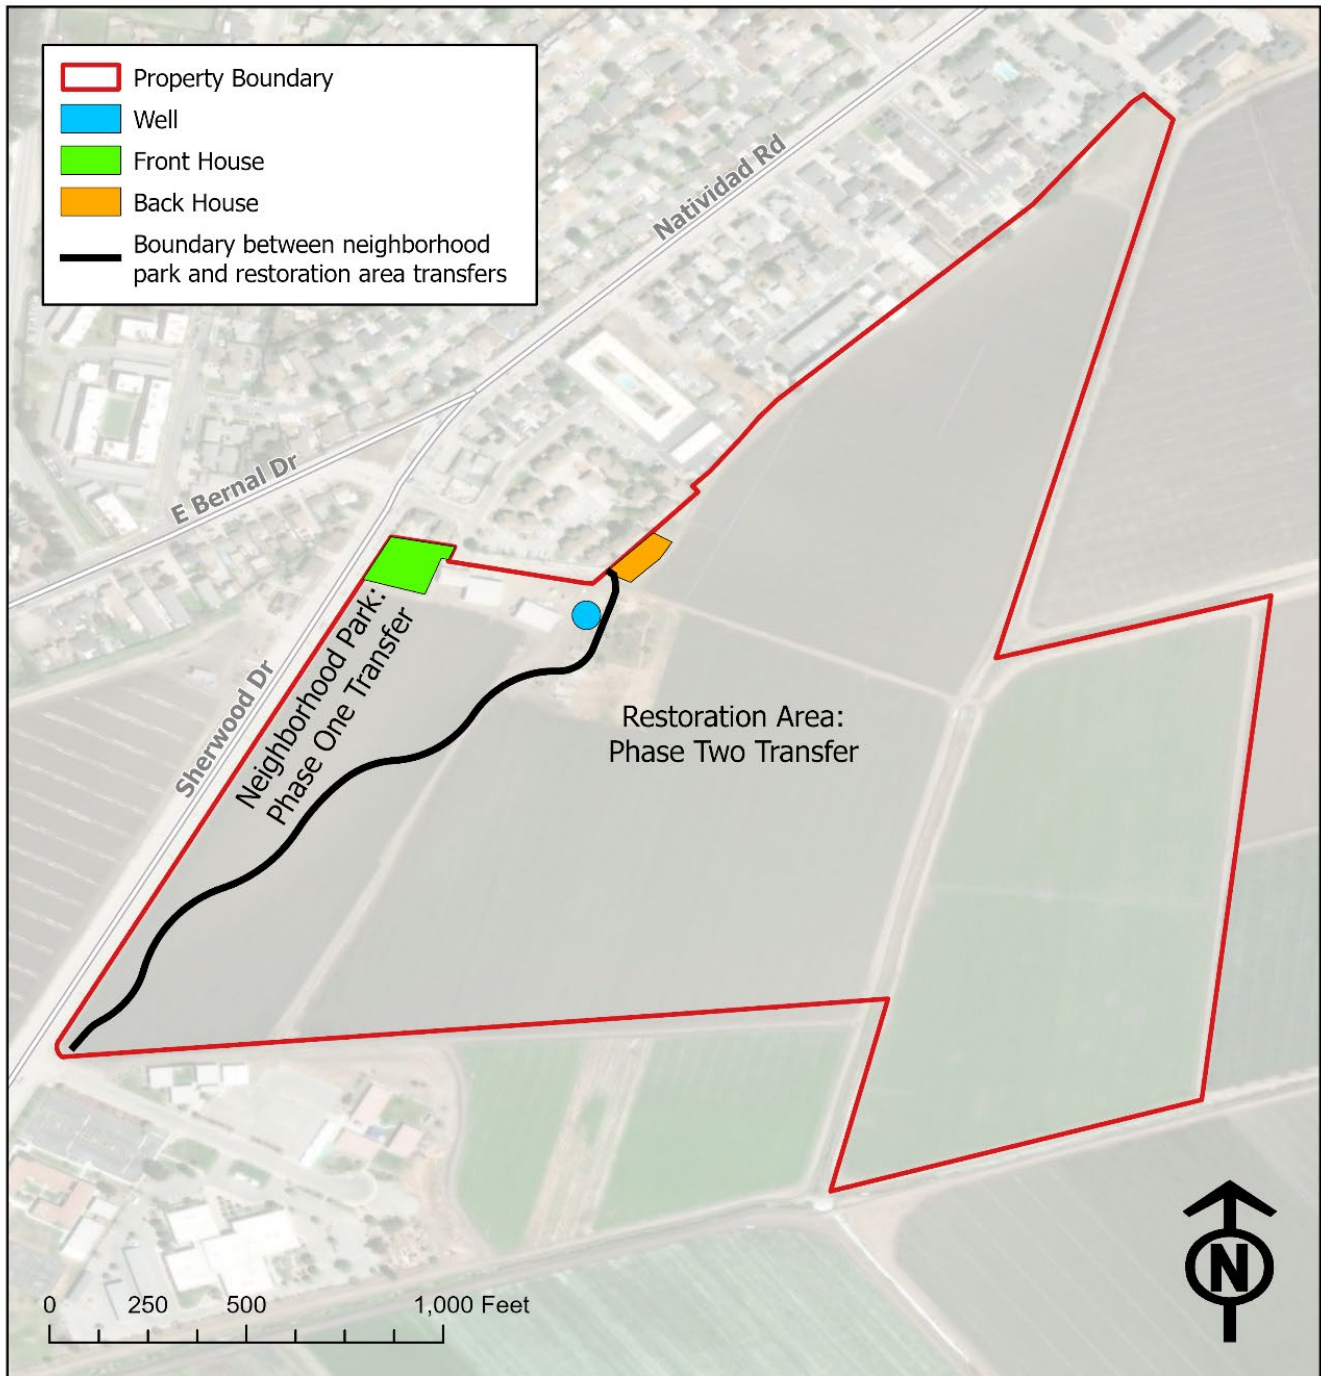 Property Boundary
Well
Front House
Back House
Boundary between neighborhood
park and restoration area transfers
Natividad Rd
E Bernal Dr
Sherwood Dr
Neighborhood Park:
Phase One Transfer
Restoration Area:
Phase Two Transfer
0 250 500 1,000 Feet
N